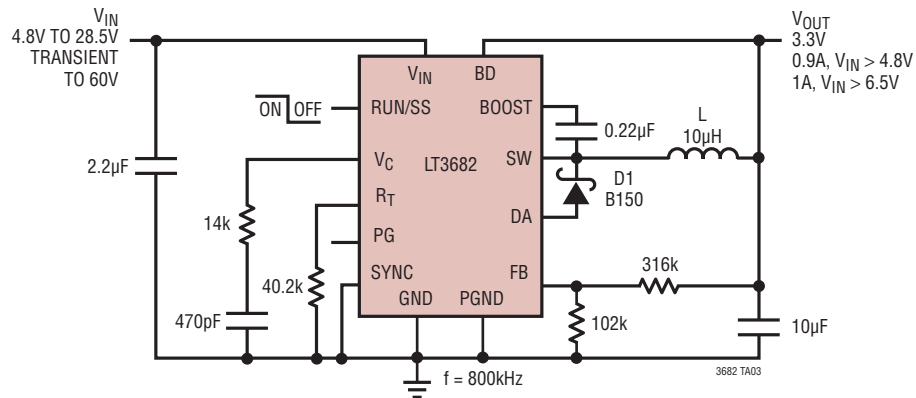 VIN
4.8V TO 28.5V
TRANSIENT
TO 60V
VOUT
3.3V
0.9A, VIN > 4.8V
1A, VIN > 6.5V
VIN
BD
ON OFF
RUN/SS
BOOST
L
10µH
0.22µF
2.2µF
VC
LT3682
SW
D1
B150
RT
DA
14k
PG
316k
SYNC
FB
40.2k
GND
PGND
470pF
102k
10µF
f = 800kHz
3682 TA03